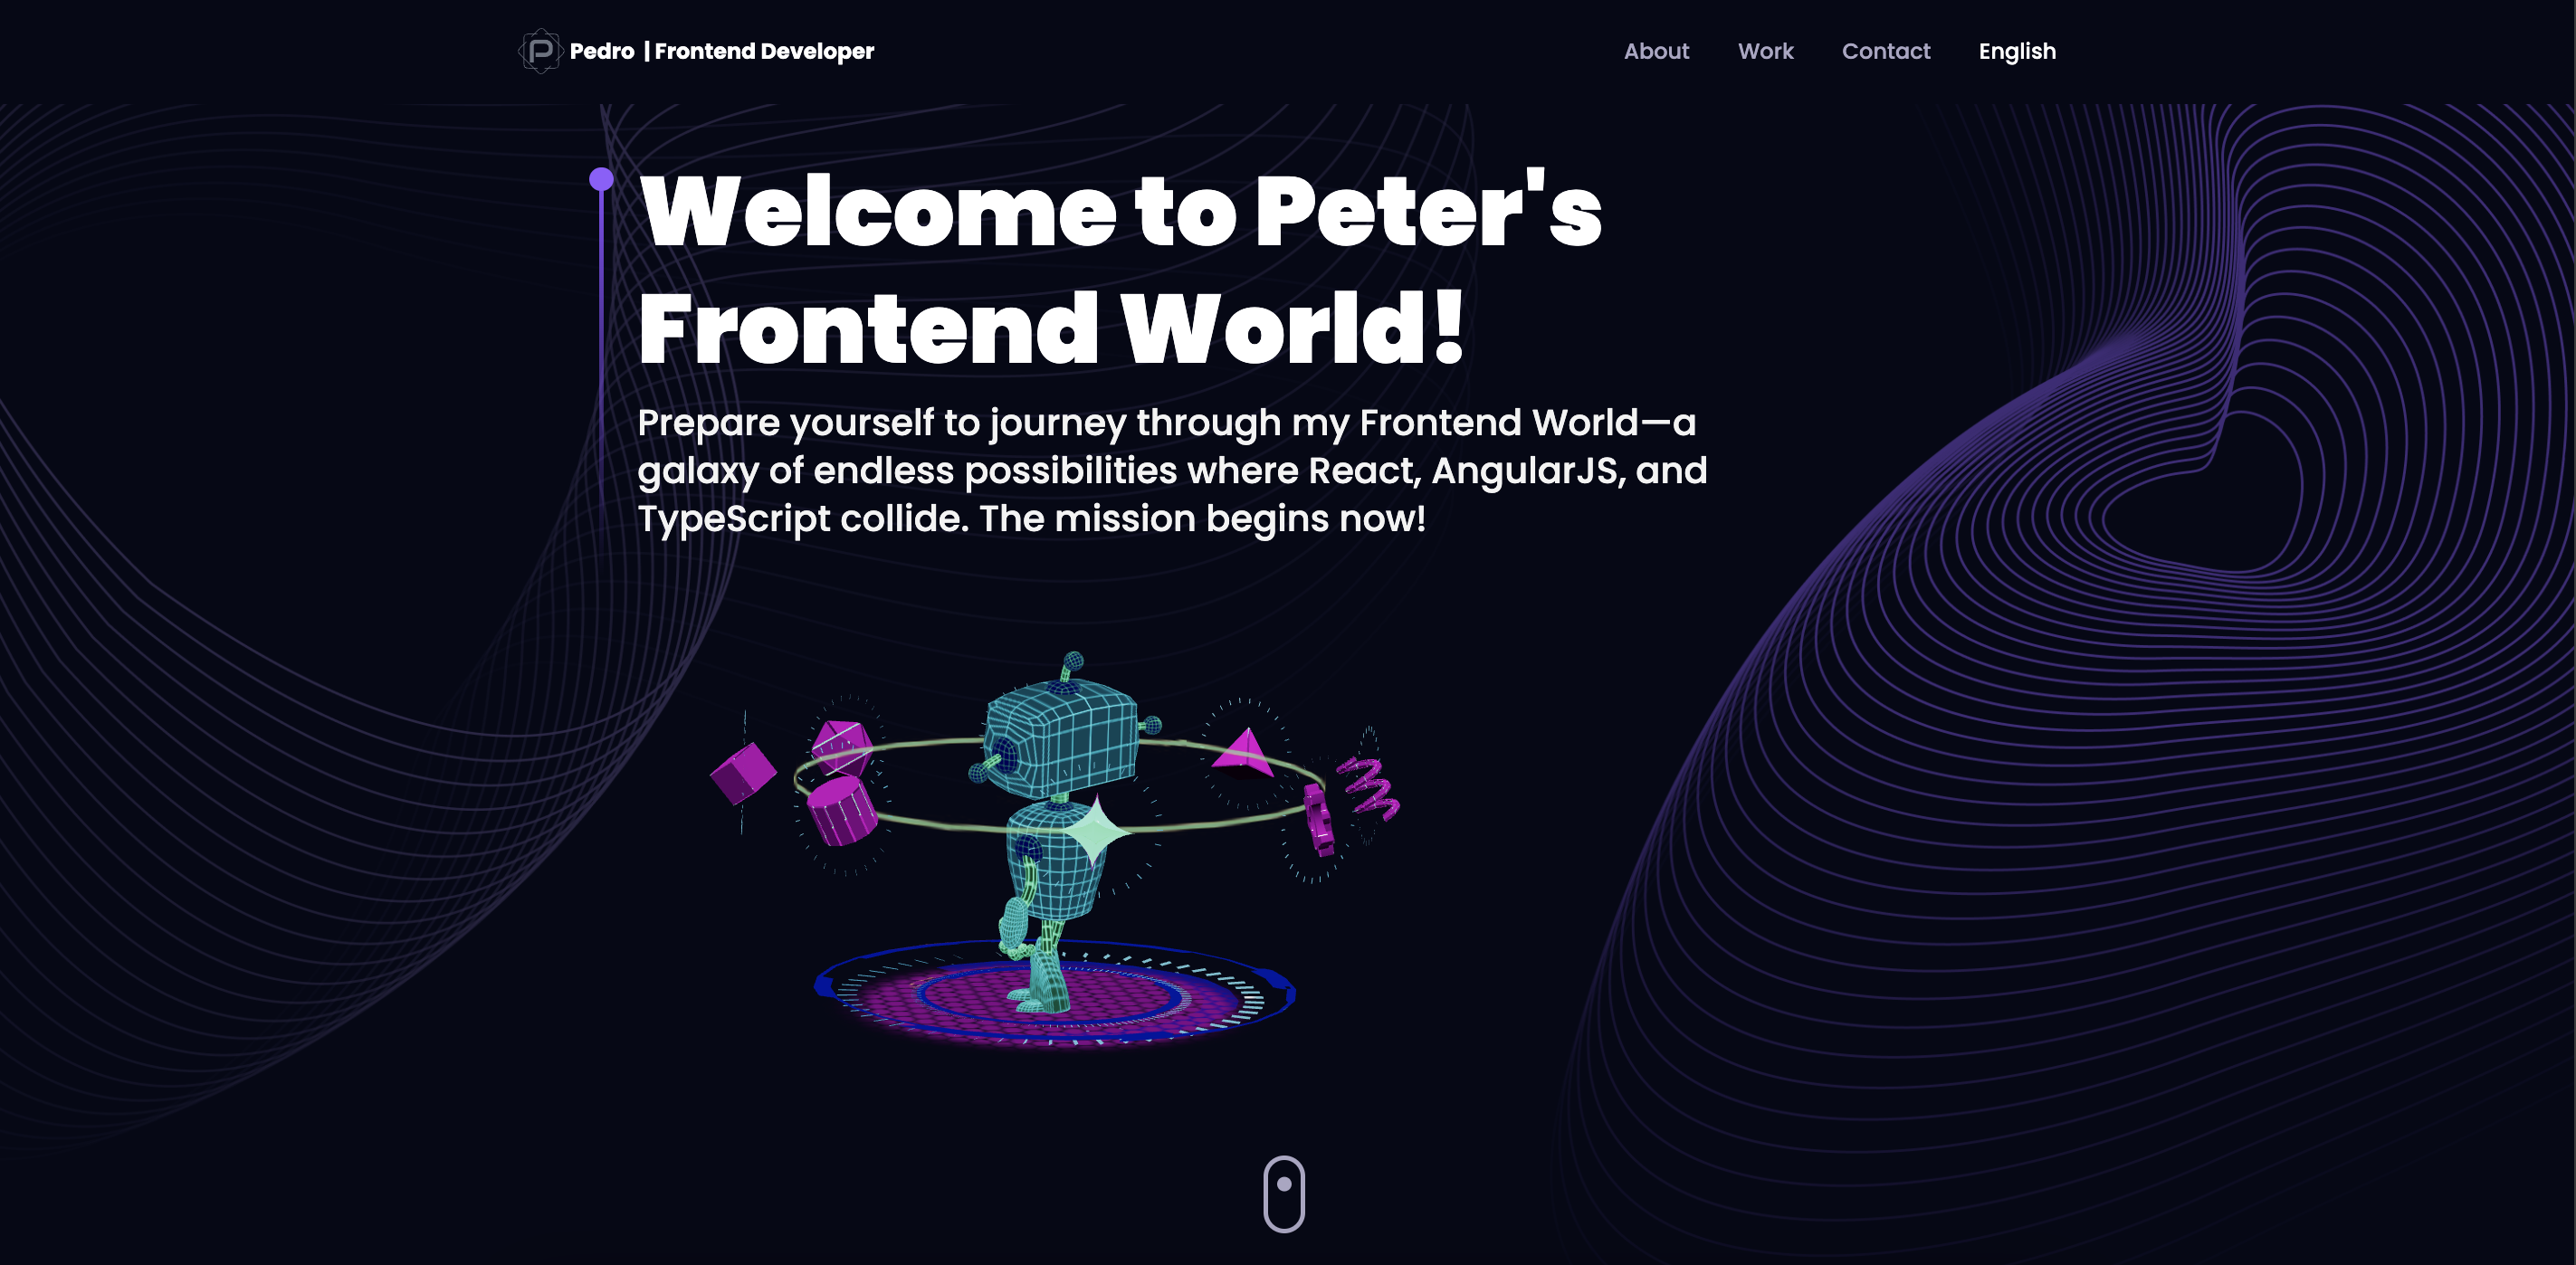 Pedro | Frontend Developer
About Work Contact English
Welcome to Peter's
Frontend World!
Prepare yourself to journey through my Frontend World—a
galaxy of endless possibilities where React, AngularJS, and
TypeScript collide. The mission begins now!